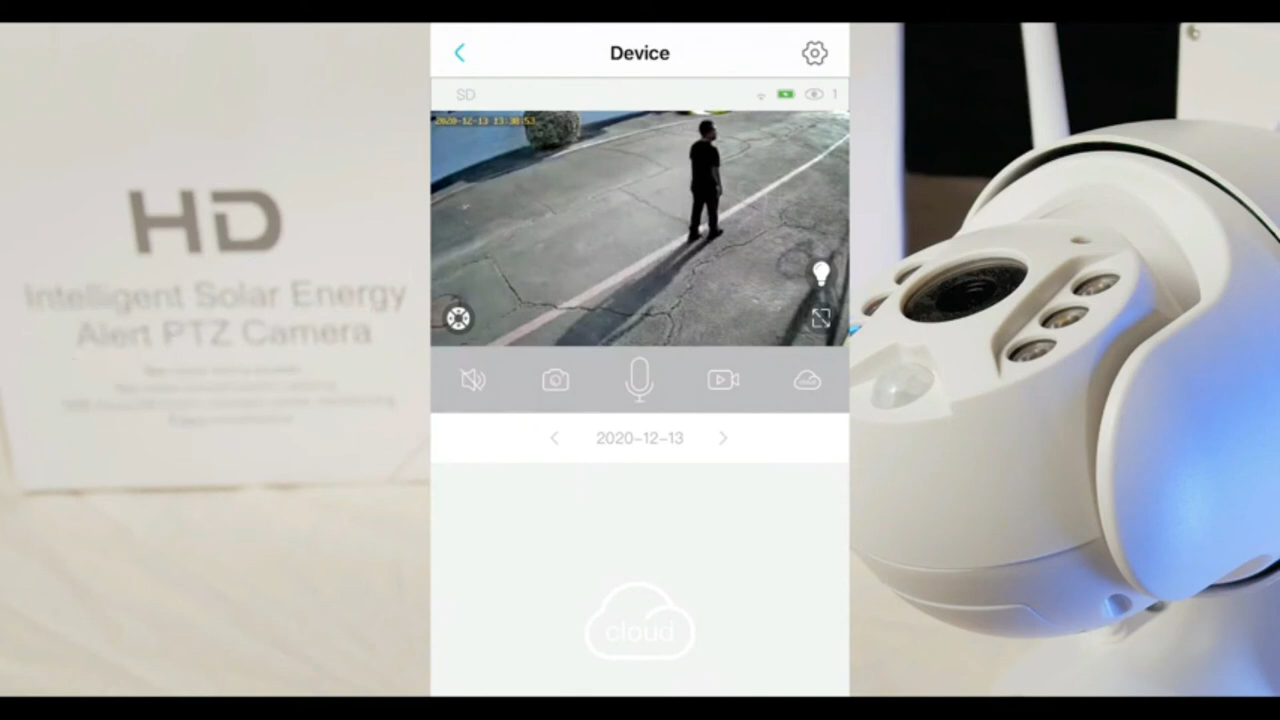 HD
Intelligent Solar Energy
Alert PTZ Camera
Device
SD
1
2020-12-13 13:38:53
2020-12-13
cloud